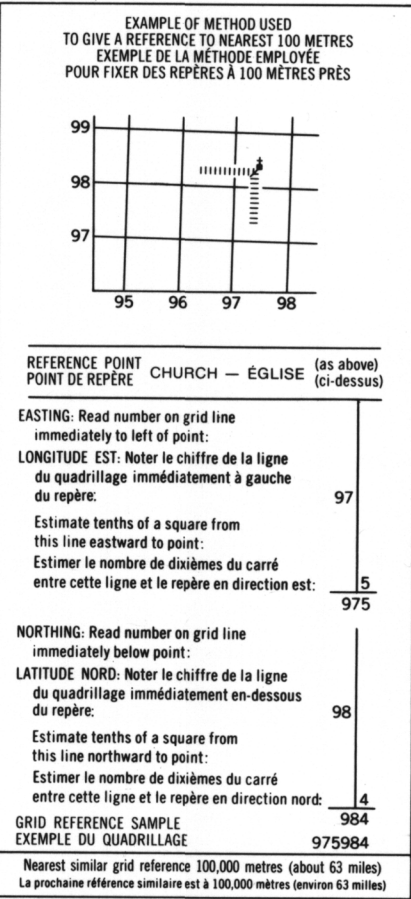 EXAMPLE OF METHOD USED
TO GIVE A REFERENCE TO NEAREST 100 METRES
EXEMPLE DE LA MÉTHODE EMPLOYÉE
POUR FIXER DES REPÈRES À 100 MÈTRES PRÈS
99
98
97
95 96 97 98
REFERENCE POINT
POINT DE REPÈRE CHURCH — ÉGLISE (as above)
(ci-dessus)
EASTING: Read number on grid line
immediately to left of point:
LONGITUDE EST: Noter le chiffre de la ligne
du quadrillage immédiatement à gauche
du repère: 97
Estimate tenths of a square from
this line eastward to point:
Estimer le nombre de dixièmes du carré
entre cette ligne et le repère en direction est: 5
975
NORTHING: Read number on grid line
immediately below point:
LATITUDE NORD: Noter le chiffre de la ligne
du quadrillage immédiatement en-dessous
du repère: 98
Estimate tenths of a square from
this line northward to point:
Estimer le nombre de dixièmes du carré
entre cette ligne et le repère en direction nord: 4
GRID REFERENCE SAMPLE 984
EXEMPLE DU QUADRILLAGE 975984
Nearest similar grid reference 100,000 metres (about 63 miles)
La prochaine référence similaire est à 100,000 mètres (environ 63 milles)